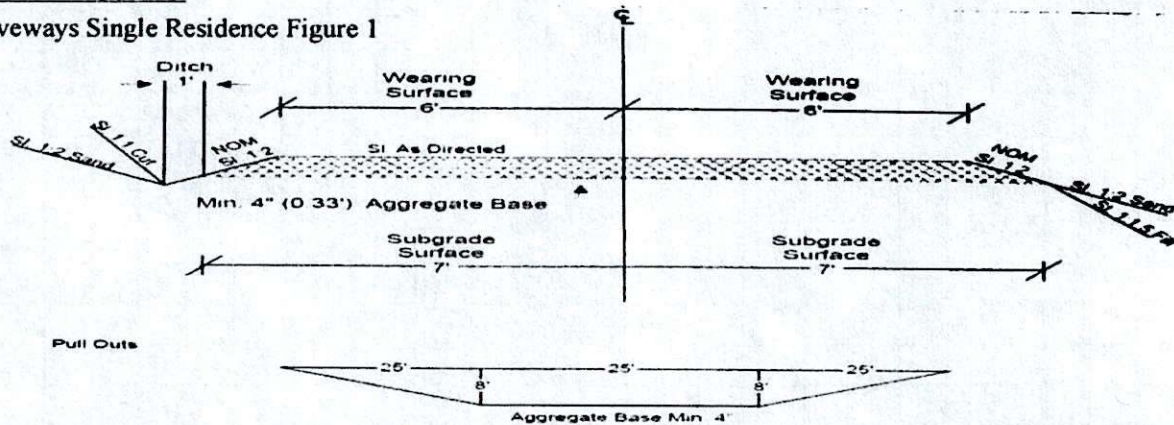 veways Single Residence Figure 1
℄
Ditch
1'
Wearing
Surface
6'
Wearing
Surface
6'
Sl. 1:2 Sand
Sl 1:1 Cut
NOM
Sl. 1:2
Sl. As Directed
NOM
Sl. 1:2
Sl. 1:2 Sand
Sl. 1:1.5 Fil
Min. 4" (0.33') Aggregate Base
Subgrade
Surface
7'
Subgrade
Surface
7'
Pull Outs
25'
25'
25'
8'
8'
Aggregate Base Min. 4"